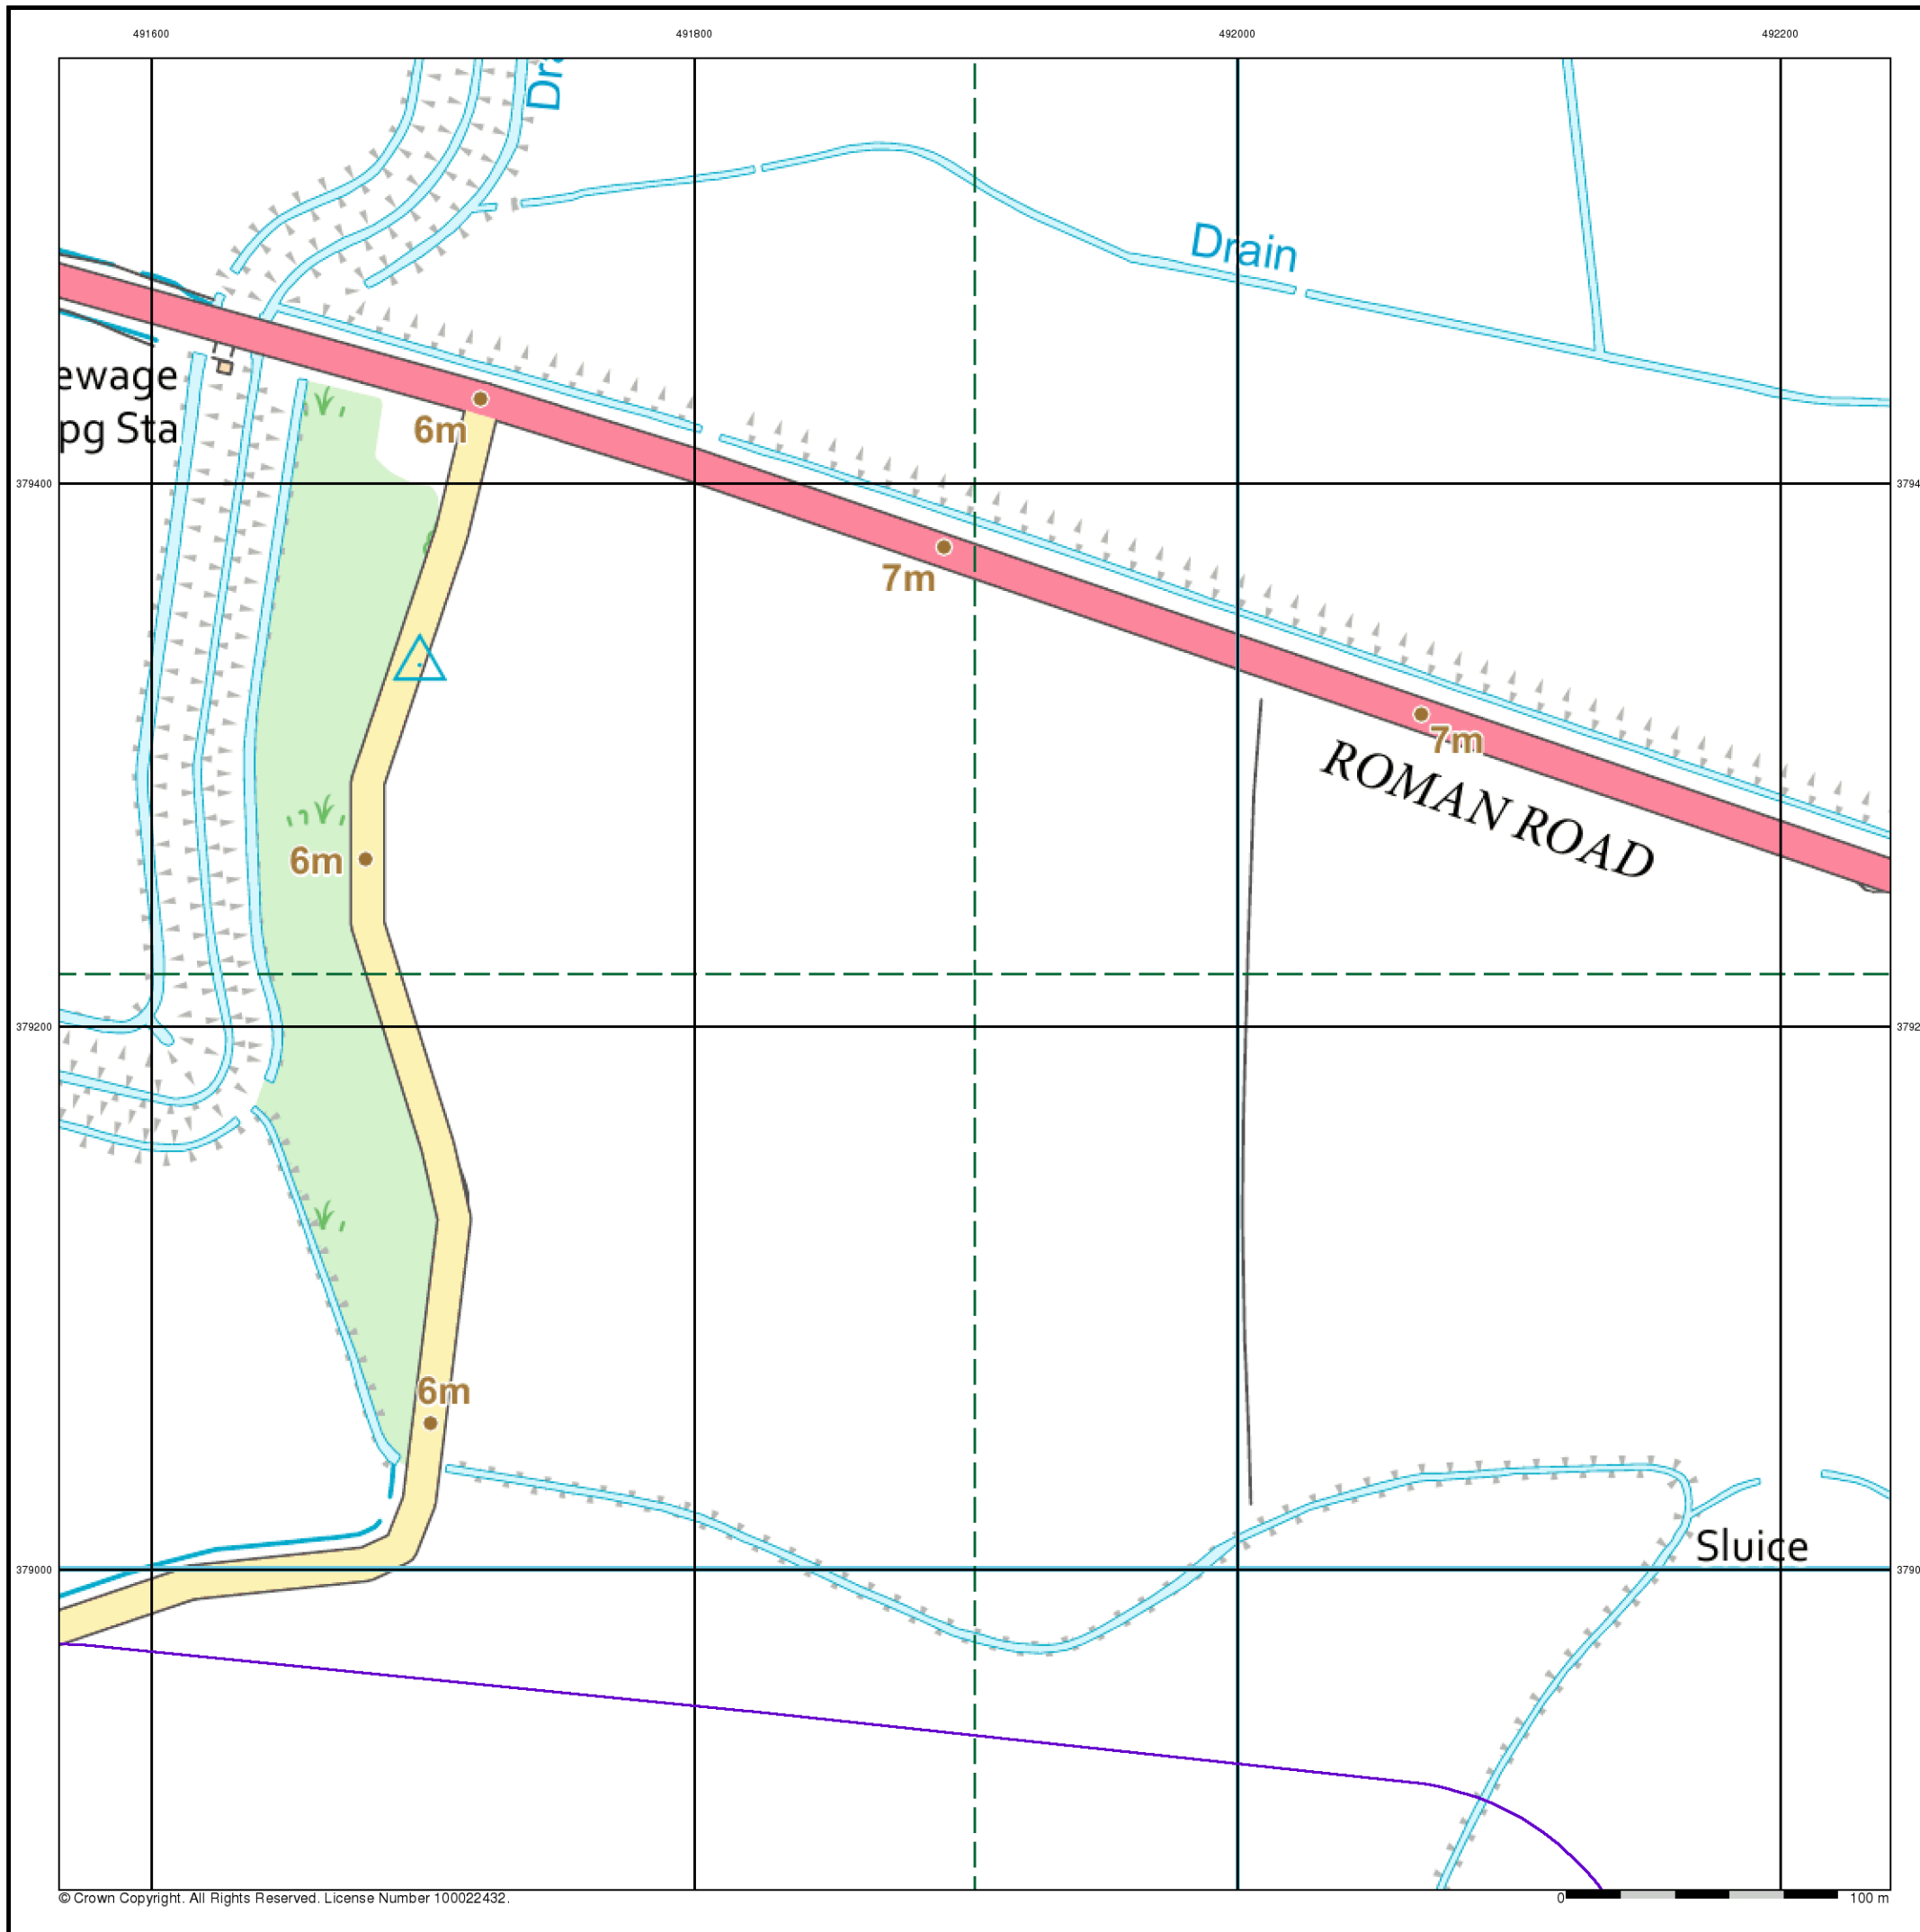 491600
491800
492000
492200
Drain
ewage
pg Sta
6m
379400
7m
7m
ROMAN ROAD
6m
379200
6m
Sluice
379000
© Crown Copyright. All Rights Reserved. License Number 100022432.
0
100 m